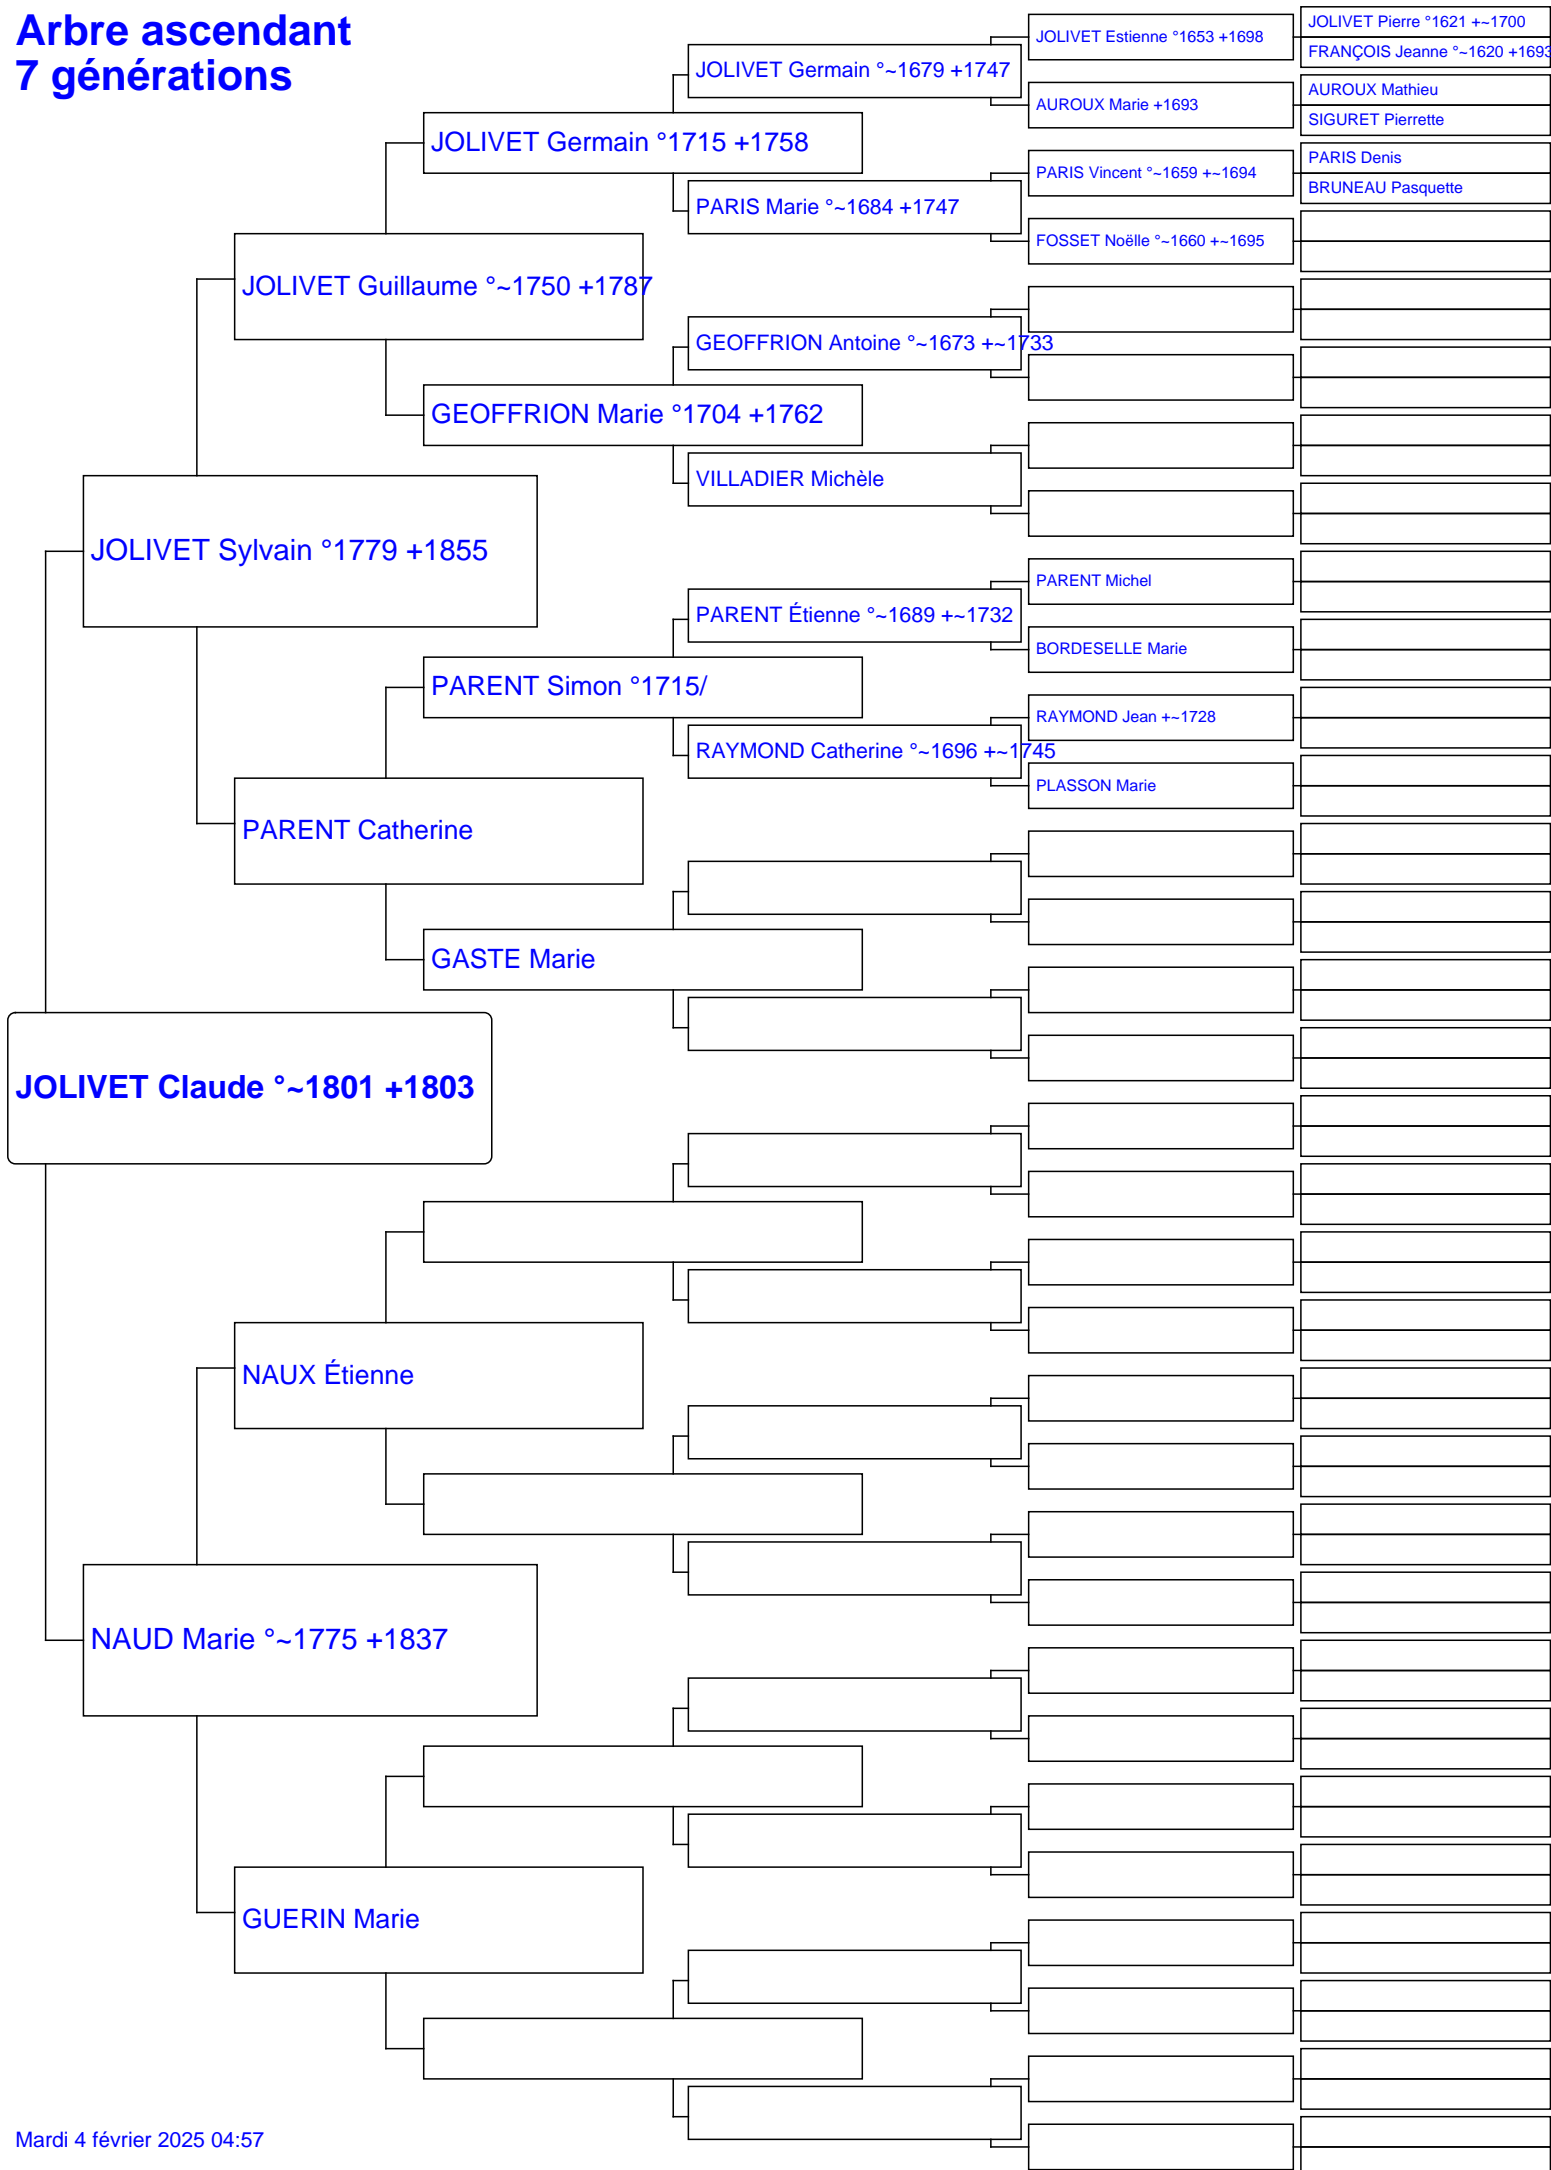 Arbre ascendant
7 générations
JOLIVET Pierre °1621 +~1700
JOLIVET Estienne °1653 +1698
FRANÇOIS Jeanne °~1620 +1693
JOLIVET Germain °~1679 +1747
AUROUX Mathieu
AUROUX Marie +1693
SIGURET Pierrette
JOLIVET Germain °1715 +1758
PARIS Denis
PARIS Vincent °~1659 +~1694
BRUNEAU Pasquette
PARIS Marie °~1684 +1747
FOSSET Noëlle °~1660 +~1695
JOLIVET Guillaume °~1750 +1787
GEOFFRION Antoine °~1673 +~1733
GEOFFRION Marie °1704 +1762
VILLADIER Michèle
JOLIVET Sylvain °1779 +1855
PARENT Michel
PARENT Étienne °~1689 +~1732
BORDESELLE Marie
PARENT Simon °1715/
RAYMOND Jean +~1728
RAYMOND Catherine °~1696 +~1745
PLASSON Marie
PARENT Catherine
GASTE Marie
JOLIVET Claude °~1801 +1803
NAUX Étienne
NAUD Marie °~1775 +1837
GUERIN Marie
Mardi 4 février 2025 04:57